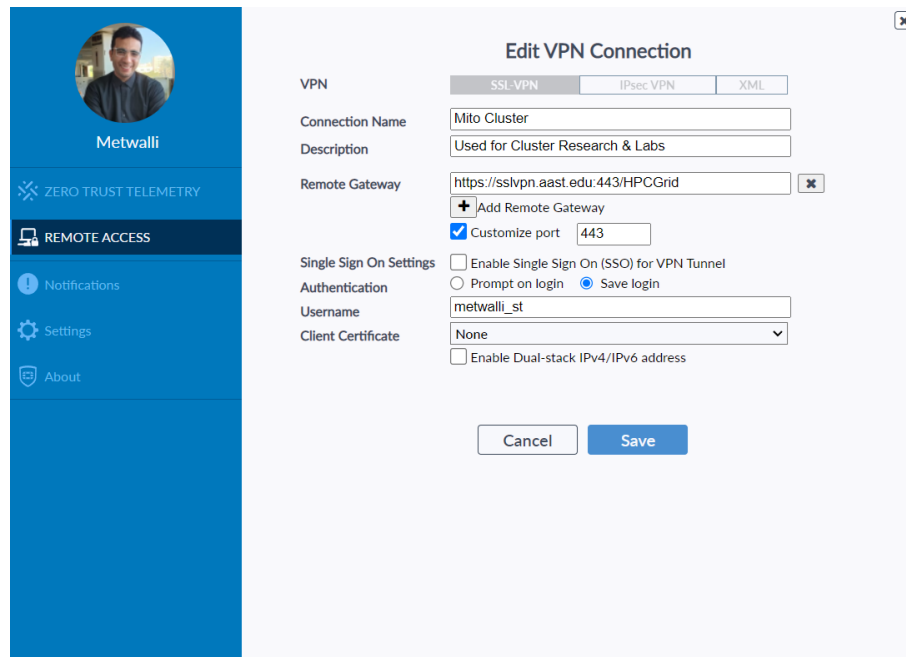 Edit VPN Connection
Metwalli
ZERO TRUST TELEMETRY
REMOTE ACCESS
Notifications
Settings
About
VPN SSL-VPN IPsec VPN XML
Connection Name Mito Cluster
Description Used for Cluster Research & Labs
Remote Gateway https://sslvpn.aast.edu:443/HPCGrid
Add Remote Gateway
Customize port 443
Single Sign On Settings Enable Single Sign On (SSO) for VPN Tunnel
Authentication Prompt on login Save login
Username metwalli_st
Client Certificate None
Enable Dual-stack IPv4/IPv6 address
Cancel Save